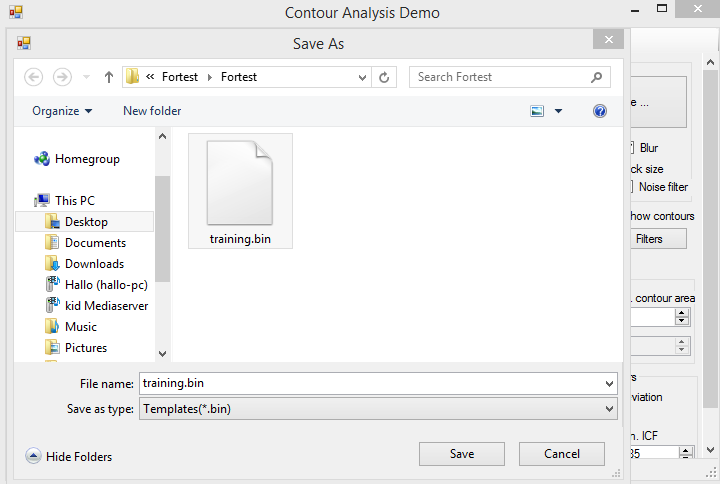 Contour Analysis Demo
Save As
« Fortest › Fortest
Search Fortest
Organize
New folder
Homegroup
This PC
Desktop
Documents
Downloads
Hallo (hallo-pc)
kid Mediaserver
Music
Pictures
training.bin
File name: training.bin
Save as type: Templates(*.bin)
Hide Folders
Save
Cancel
e ...
Blur
ck size
Noise filter
how contours
Filters
. contour area
rs
viation
n. ICF
35